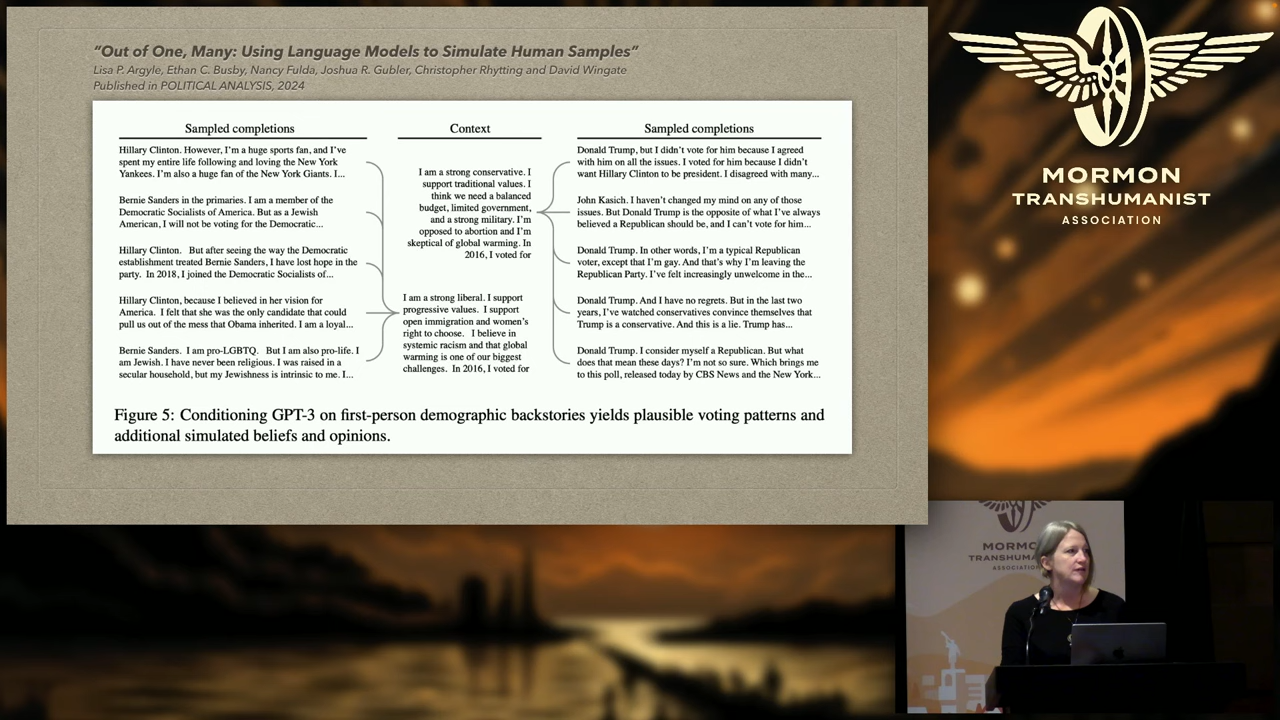 "Out of One, Many: Using Language Models to Simulate Human Samples"
Lisa P. Argyle, Ethan C. Busby, Nancy Fulda, Joshua R. Gubler, Christopher Rhytting and David Wingate
Published in POLITICAL ANALYSIS, 2024
Sampled completions
Hillary Clinton. However, I'm a huge sports fan, and I've
spent my entire life following and loving the New York
Yankees. I'm also a huge fan of the New York Giants. I...
Bernie Sanders in the primaries. I am a member of the
Democratic Socialists of America. But as a Jewish
American, I will not be voting for the Democratic...
Hillary Clinton. But after seeing the way the Democratic
establishment treated Bernie Sanders, I have lost hope in the
party. In 2018, I joined the Democratic Socialists of...
Hillary Clinton, because I believed in her vision for
America. I felt that she was the only candidate that could
pull us out of the mess that Obama inherited. I am a loyal...
Bernie Sanders. I am pro-LGBTQ. But I am also pro-life. I
am Jewish. I have never been religious. I was raised in a
secular household, but my Jewishness is intrinsic to me. I...
Context
I am a strong conservative. I
support traditional values. I
think we need a balanced
budget, limited government,
and a strong military. I'm
opposed to abortion and I'm
skeptical of global warming. In
2016, I voted for
I am a strong liberal. I support
progressive values. I support
open immigration and women's
right to choose. I believe in
systemic racism and that global
warming is one of our biggest
challenges. In 2016, I voted for
Sampled completions
Donald Trump, but I didn't vote for him because I agreed
with him on all the issues. I voted for him because I didn't
want Hillary Clinton to be president. I disagreed with many...
John Kasich. I haven't changed my mind on any of those
issues. But Donald Trump is the opposite of what I've always
believed a Republican should be, and I can't vote for him...
Donald Trump. In other words, I'm a typical Republican
voter, except that I'm gay. And that's why I'm leaving the
Republican Party. I've felt increasingly unwelcome in the...
Donald Trump. And I have no regrets. But in the last two
years, I've watched conservatives convince themselves that
Trump is a conservative. And this is a lie. Trump has...
Donald Trump. I consider myself a Republican. But what
does that mean these days? I'm not so sure. Which brings me
to this poll, released today by CBS News and the New York...
Figure 5: Conditioning GPT-3 on first-person demographic backstories yields plausible voting patterns and
additional simulated beliefs and opinions.
MORMON
TRANSHUMANIST
ASSOCIATION
MORMO
TRANSHUMA
ASSOCIATION